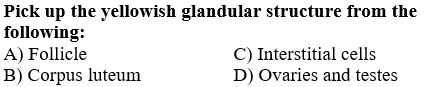 Pick up the yellowish glandular structure from the
following:
A) Follicle C) Interstitial cells
B) Corpus luteum D) Ovaries and testes